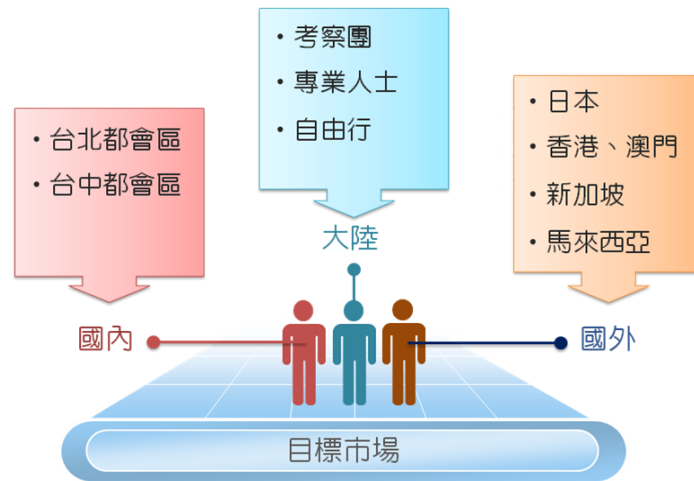 • 台北都會區
• 台中都會區
國內
• 考察團
• 專業人士
• 自由行
大陸
• 日本
• 香港、澳門
• 新加坡
• 馬來西亞
國外
目標市場